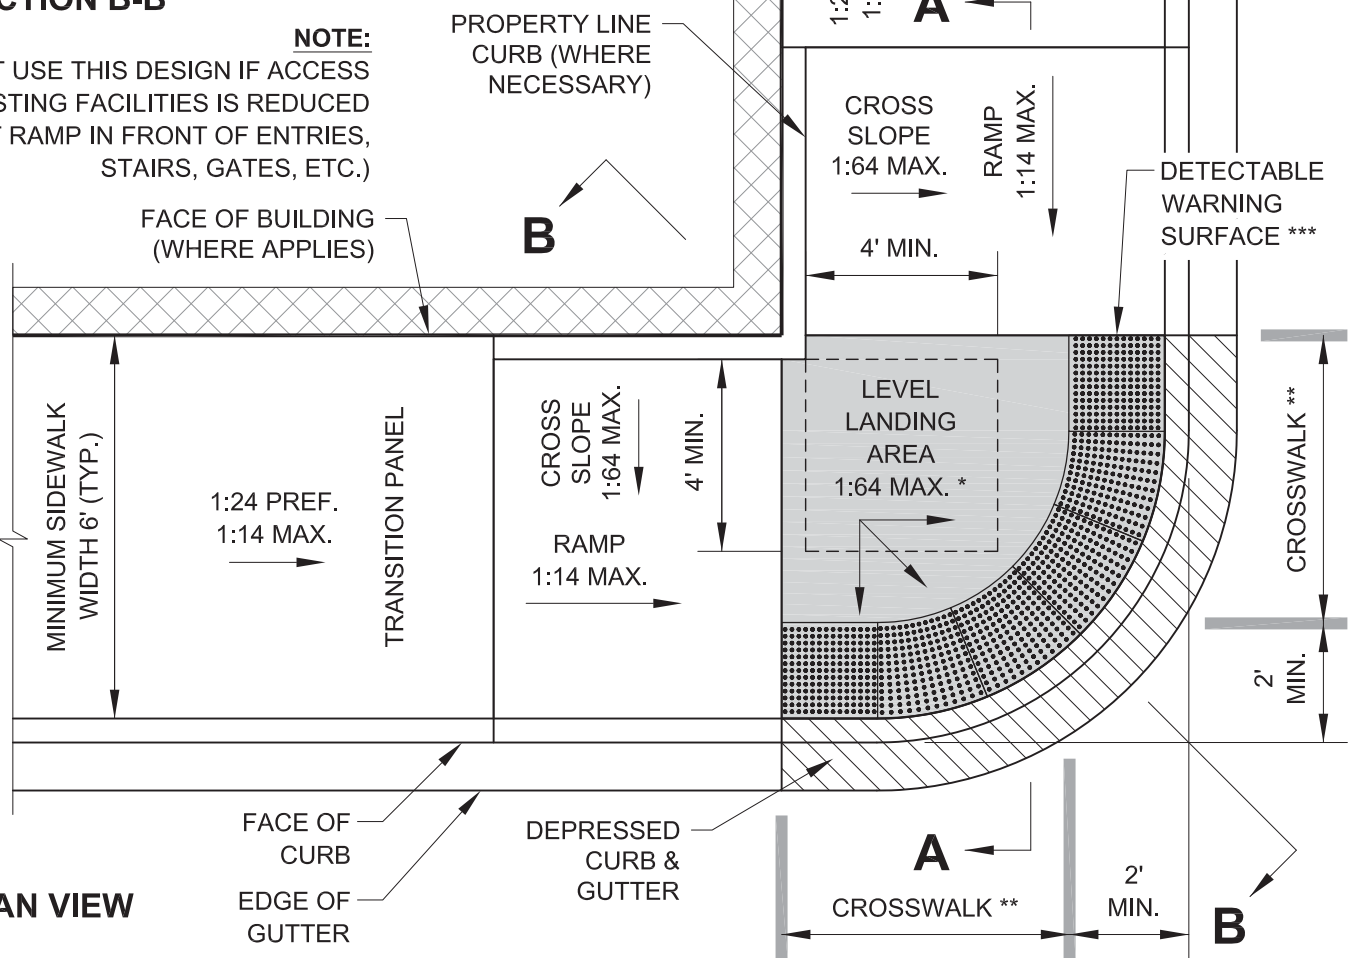 CTION B-B
NOTE:
T USE THIS DESIGN IF ACCESS
STING FACILITIES IS REDUCED
T RAMP IN FRONT OF ENTRIES,
STAIRS, GATES, ETC.)
PROPERTY LINE
CURB (WHERE
NECESSARY)
A
CROSS
SLOPE
1:64 MAX.
RAMP
1:14 MAX.
DETECTABLE
WARNING
SURFACE ***
FACE OF BUILDING
(WHERE APPLIES)
B
4' MIN.
MINIMUM SIDEWALK
WIDTH 6' (TYP.)
1:24 PREF.
1:14 MAX.
TRANSITION PANEL
CROSS
SLOPE
1:64 MAX.
RAMP
1:14 MAX.
4' MIN.
LEVEL
LANDING
AREA
1:64 MAX. *
CROSSWALK **
2'
MIN.
FACE OF
CURB
EDGE OF
GUTTER
DEPRESSED
CURB &
GUTTER
A
CROSSWALK **
2'
MIN.
B
AN VIEW